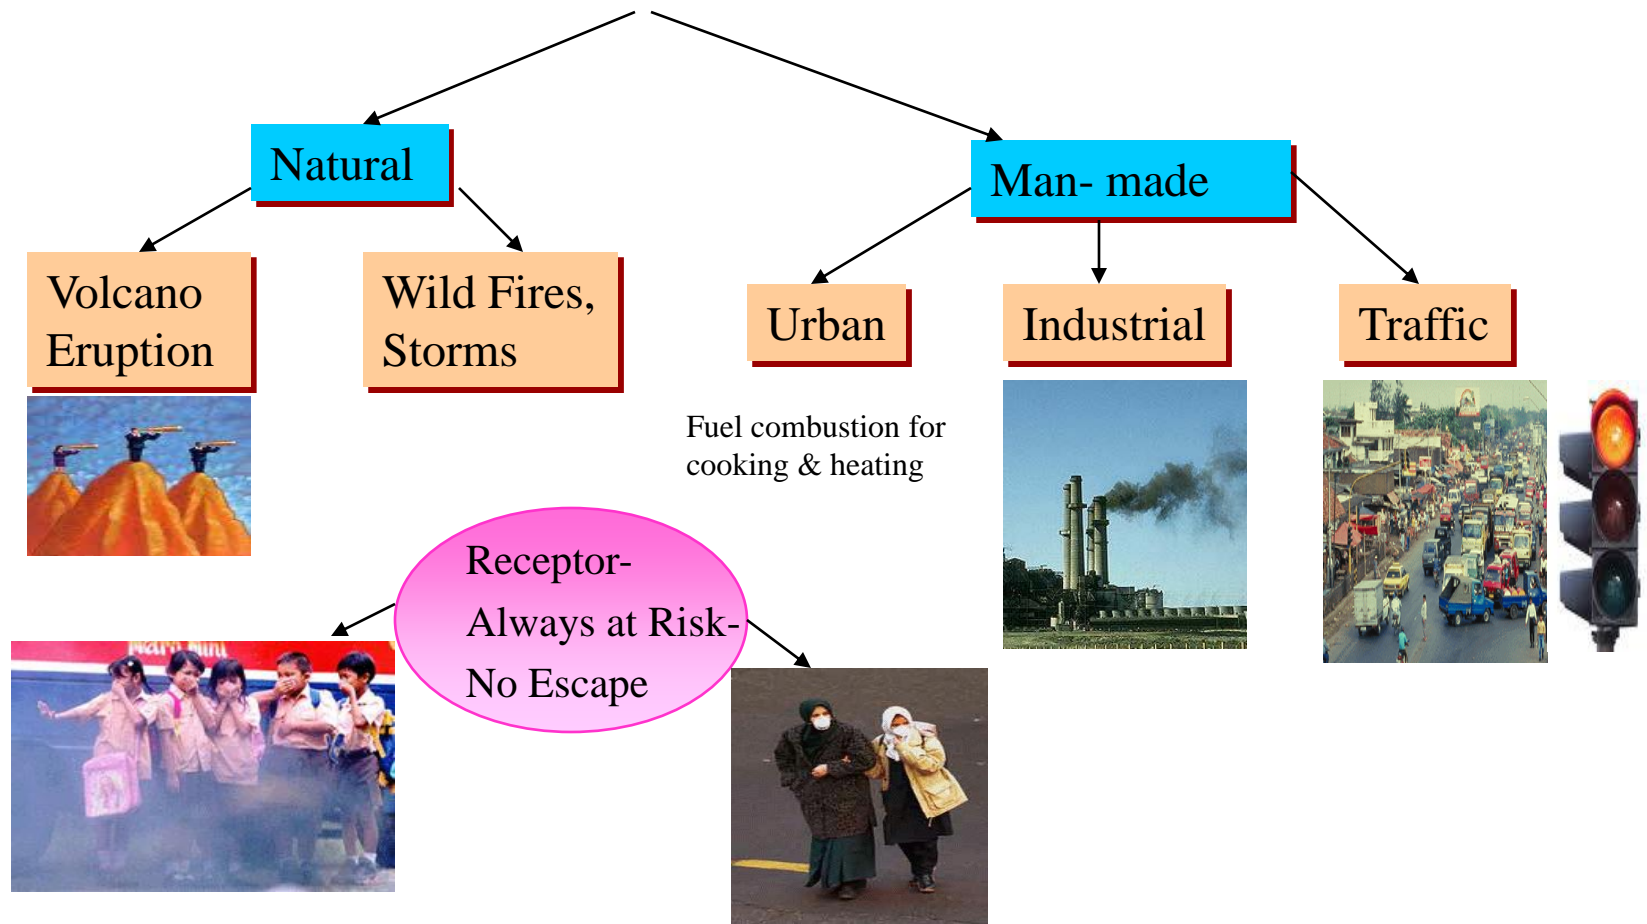 Natural
Man- made
Volcano
Eruption
Wild Fires,
Storms
Urban
Industrial
Traffic
Fuel combustion for
cooking & heating
Receptor-
Always at Risk-
No Escape